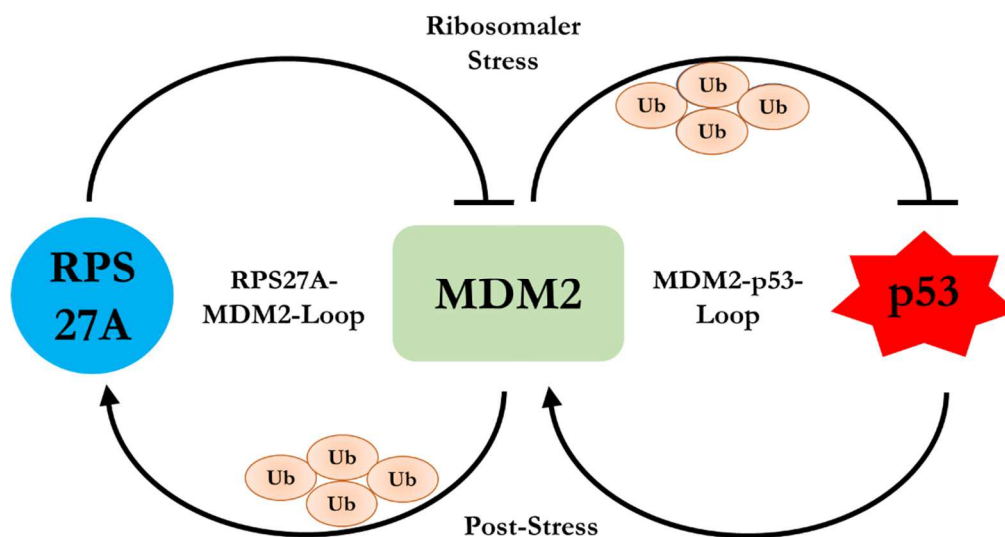 Ribosomaler
Stress
Ub
Ub
Ub
Ub
RPS
27A
RPS27A-
MDM2-Loop
MDM2
MDM2-p53-
Loop
p53
Ub
Ub
Ub
Ub
Post-Stress